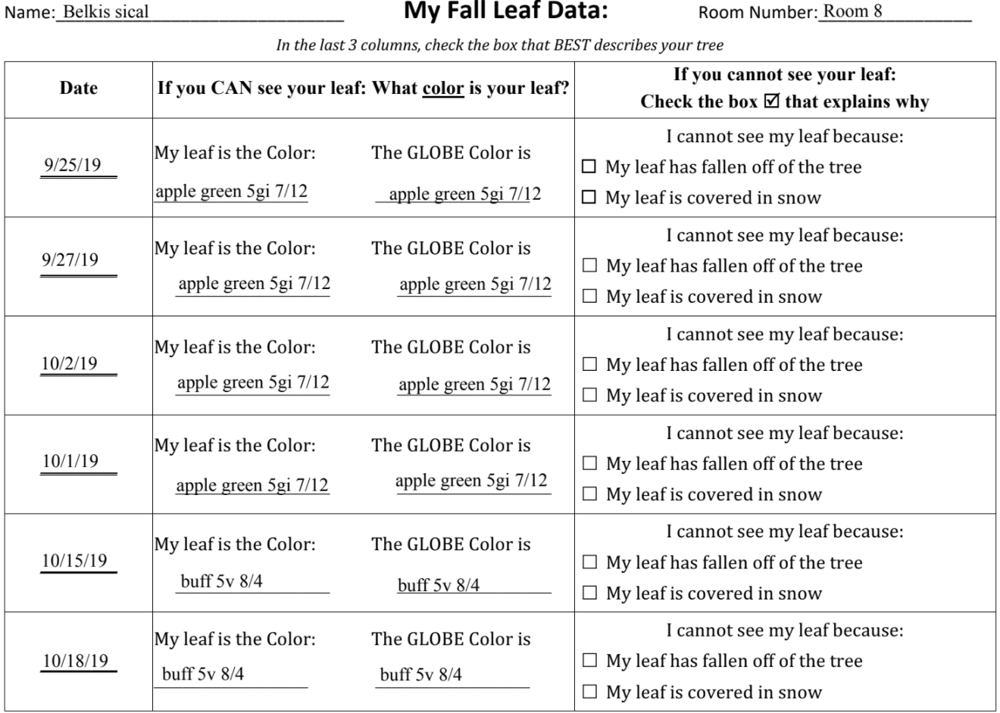 Name: Belkis sical My Fall Leaf Data: Room Number: Room 8
In the last 3 columns, check the box that BEST describes your tree
Date
If you CAN see your leaf: What color is your leaf?
If you cannot see your leaf:
Check the box ☑ that explains why
9/25/19
My leaf is the Color: The GLOBE Color is
apple green 5gi 7/12 apple green 5gi 7/12
I cannot see my leaf because:
☐ My leaf has fallen off of the tree
☐ My leaf is covered in snow
9/27/19
My leaf is the Color: The GLOBE Color is
apple green 5gi 7/12 apple green 5gi 7/12
I cannot see my leaf because:
☐ My leaf has fallen off of the tree
☐ My leaf is covered in snow
10/2/19
My leaf is the Color: The GLOBE Color is
apple green 5gi 7/12 apple green 5gi 7/12
I cannot see my leaf because:
☐ My leaf has fallen off of the tree
☐ My leaf is covered in snow
10/1/19
My leaf is the Color: The GLOBE Color is
apple green 5gi 7/12 apple green 5gi 7/12
I cannot see my leaf because:
☐ My leaf has fallen off of the tree
☐ My leaf is covered in snow
10/15/19
My leaf is the Color: The GLOBE Color is
buff 5v 8/4 buff 5v 8/4
I cannot see my leaf because:
☐ My leaf has fallen off of the tree
☐ My leaf is covered in snow
10/18/19
My leaf is the Color: The GLOBE Color is
buff 5v 8/4 buff 5v 8/4
I cannot see my leaf because:
☐ My leaf has fallen off of the tree
☐ My leaf is covered in snow